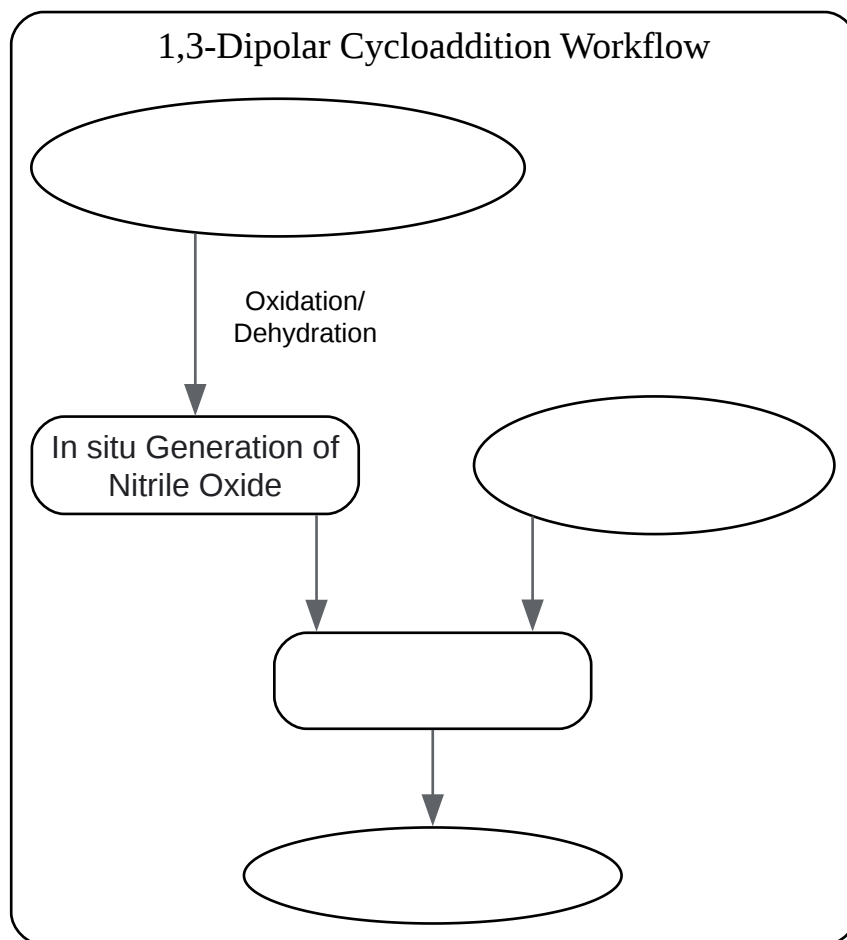 1,3-Dipolar Cycloaddition Workflow
Oxidation/
Dehydration
In situ Generation of
Nitrile Oxide